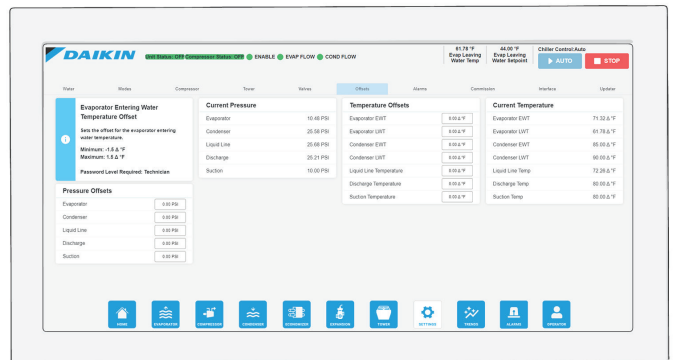 DAIKIN
Unit Status: OFF Compressor Status: OFF ENABLE EVAP FLOW COND FLOW
61.78 °F
Evap Leaving
Water Temp
44.00 °F
Evap Leaving
Water Setpoint
Chiller Control:Auto
AUTO
STOP
Water Modes Compressor Tower Valves Offsets Alarms Commission Interface Updater
Evaporator Entering Water
Temperature Offset
Sets the offset for the evaporator entering
water temperature.
Minimum: -1.5 Δ °F
Maximum: 1.5 Δ °F
Password Level Required: Technician
Pressure Offsets
Evaporator 0.00 PSI
Condenser 0.00 PSI
Liquid Line 0.00 PSI
Discharge 0.00 PSI
Suction 0.00 PSI
Current Pressure
Evaporator 10.48 PSI
Condenser 25.59 PSI
Liquid Line 25.66 PSI
Discharge 25.21 PSI
Suction 10.00 PSI
Temperature Offsets
Evaporator EWT 0.00 Δ °F
Evaporator LWT 0.00 Δ °F
Condenser EWT 0.00 Δ °F
Condenser LWT 0.00 Δ °F
Liquid Line Temperature 0.00 Δ °F
Discharge Temperature 0.00 Δ °F
Suction Temperature 0.00 Δ °F
Current Temperature
Evaporator EWT 71.32 Δ °F
Evaporator LWT 61.78 Δ °F
Condenser EWT 85.00 Δ °F
Condenser LWT 90.00 Δ °F
Liquid Line Temp 72.26 Δ °F
Discharge Temp 80.00 Δ °F
Suction Temp 85.00 Δ °F
HOME EVAPORATOR COMPRESSOR CONDENSER ECONOMIZER EXPANSION TOWER SETTINGS TRENDS ALARMS OPERATOR